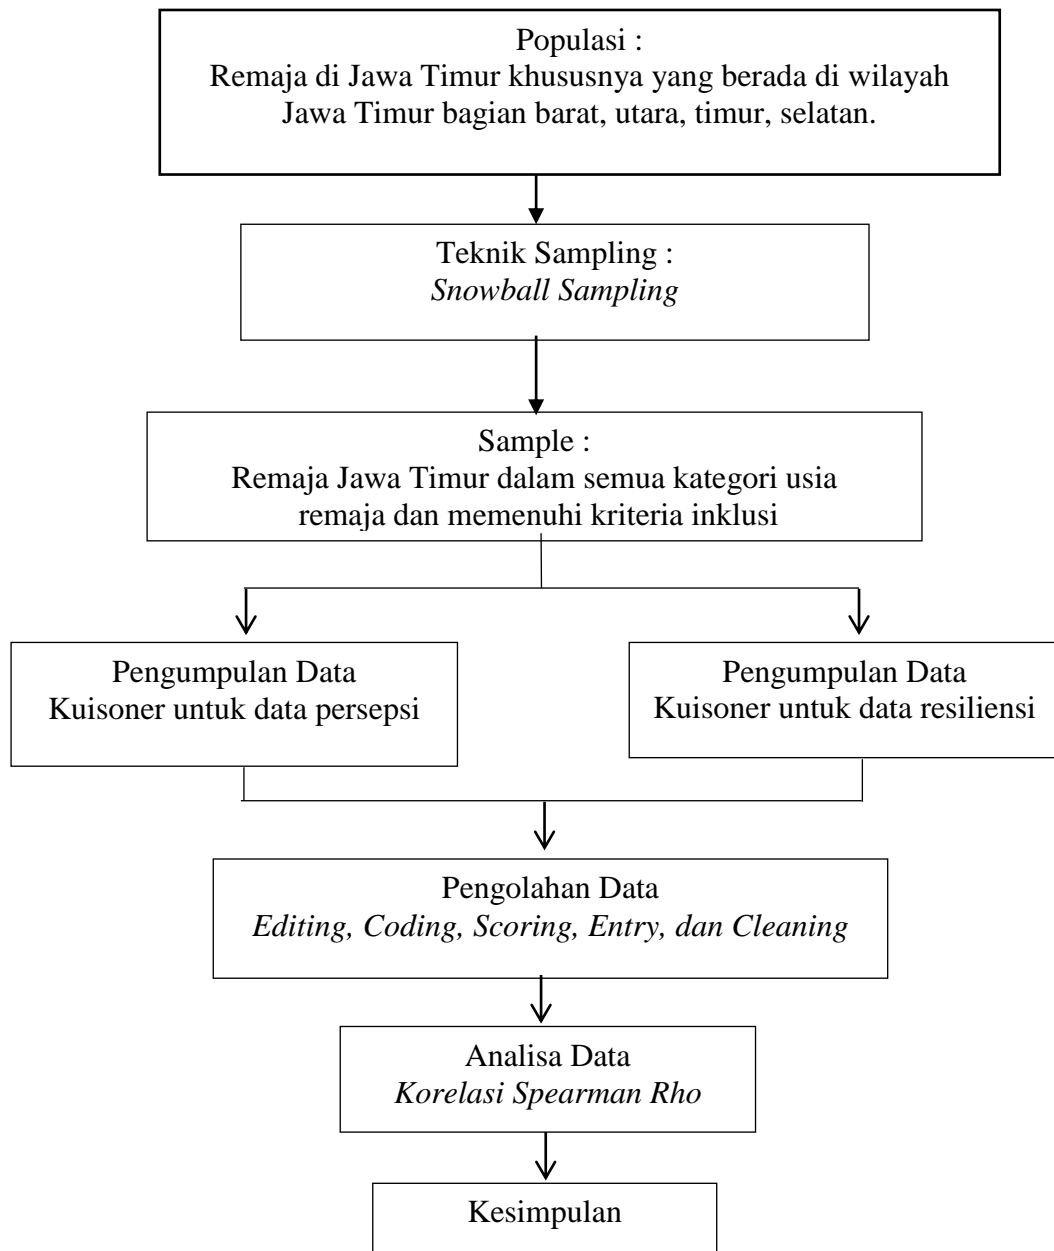 Populasi :
Remaja di Jawa Timur khususnya yang berada di wilayah
Jawa Timur bagian barat, utara, timur, selatan.
Teknik Sampling :
Snowball Sampling
Sample :
Remaja Jawa Timur dalam semua kategori usia
remaja dan memenuhi kriteria inklusi
Pengumpulan Data
Kuisoner untuk data persepsi
Pengumpulan Data
Kuisoner untuk data resiliensi
Pengolahan Data
Editing, Coding, Scoring, Entry, dan Cleaning
Analisa Data
Korelasi Spearman Rho
Kesimpulan